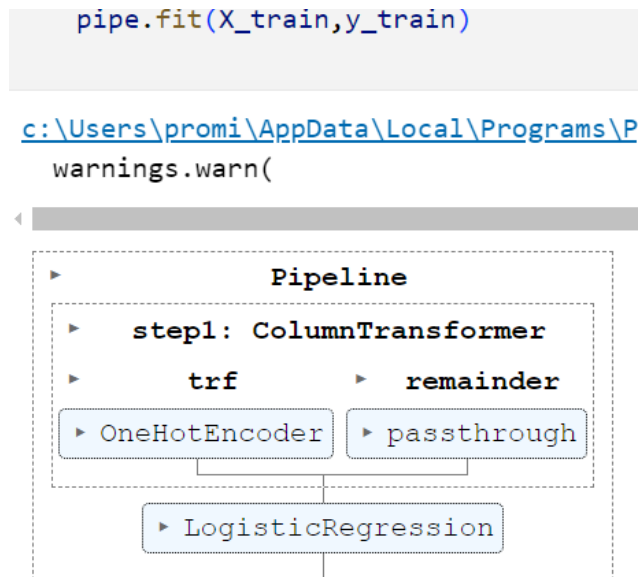 pipe.fit(X_train,y_train)
c:\Users\promi\AppData\Local\Programs\P
warnings.warn(
Pipeline
step1: ColumnTransformer
trf remainder
OneHotEncoder passthrough
LogisticRegression